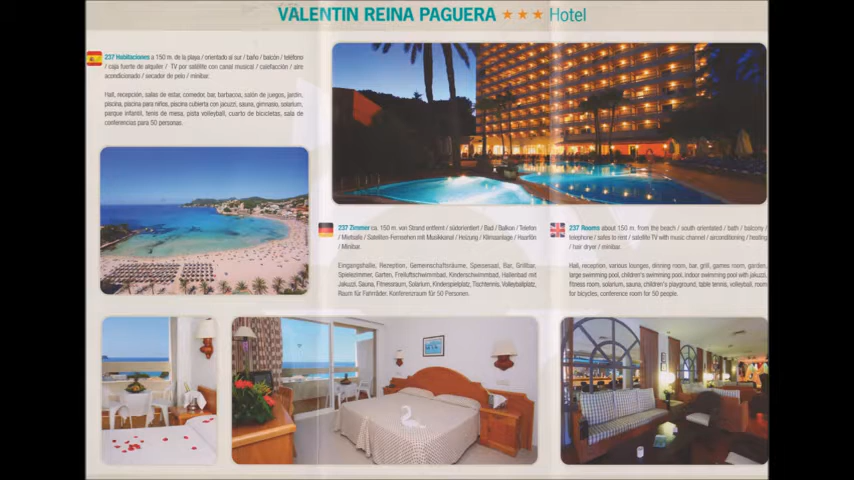 VALENTIN REINA PAGUERA ★ ★ ★ Hotel
237 Habitaciones a 150 m. de la playa / orientado al sur / baño / balcón / teléfono
/ caja fuerte de alquiler / TV por satélite con canal musical / calefacción / aire
acondicionado / secador de pelo / minibar.
Hall, recepción, salas de estar, comedor, bar, barbacoa, salón de juegos, jardín,
piscina, piscina para niños, piscina cubierta con jacuzzi, sauna, gimnasio, solarium,
parque infantil, tenis de mesa, pista volleyball, cuarto de bicicletas, sala de
conferencias para 50 personas.
237 Zimmer ca. 150 m. van Strand entfernt / südorientiert / Bad / Balkon / Telefon
/ Mietsafe / Satelliten-Fernsehen mit Musikkanal / Heizung / Klimaanlage / Haarfön
/ Minibar.
Eingangshalle, Rezeption, Gemeinschaftsräume, Speisesaal, Bar, Grillbar,
Spielezimmer, Garten, Freiluftschwimmbad, Kinderschwimmbad, Hallenbad mit
Jakuzzi, Sauna, Fitnessraum, Solarium, Kinderspielplatz, Tischtennis, Volleyballplatz,
Raum für Fahrräder, Konferenzraum für 50 Personen.
237 Rooms about 150 m. from the beach / south orientated / bath / balcony /
telephone / safes to rent / satellite TV with music channel / airconditioning / heating
/ hair dryer / minibar.
Hall, reception, various lounges, dinning room, bar, grill, games room, garden,
large swimming pool, children's swimming pool, indoor swimming pool with jakuzzi,
fitness room, solarium, sauna, children's playground, table tennis, volleyball, room
for bicycles, conference room for 50 people.